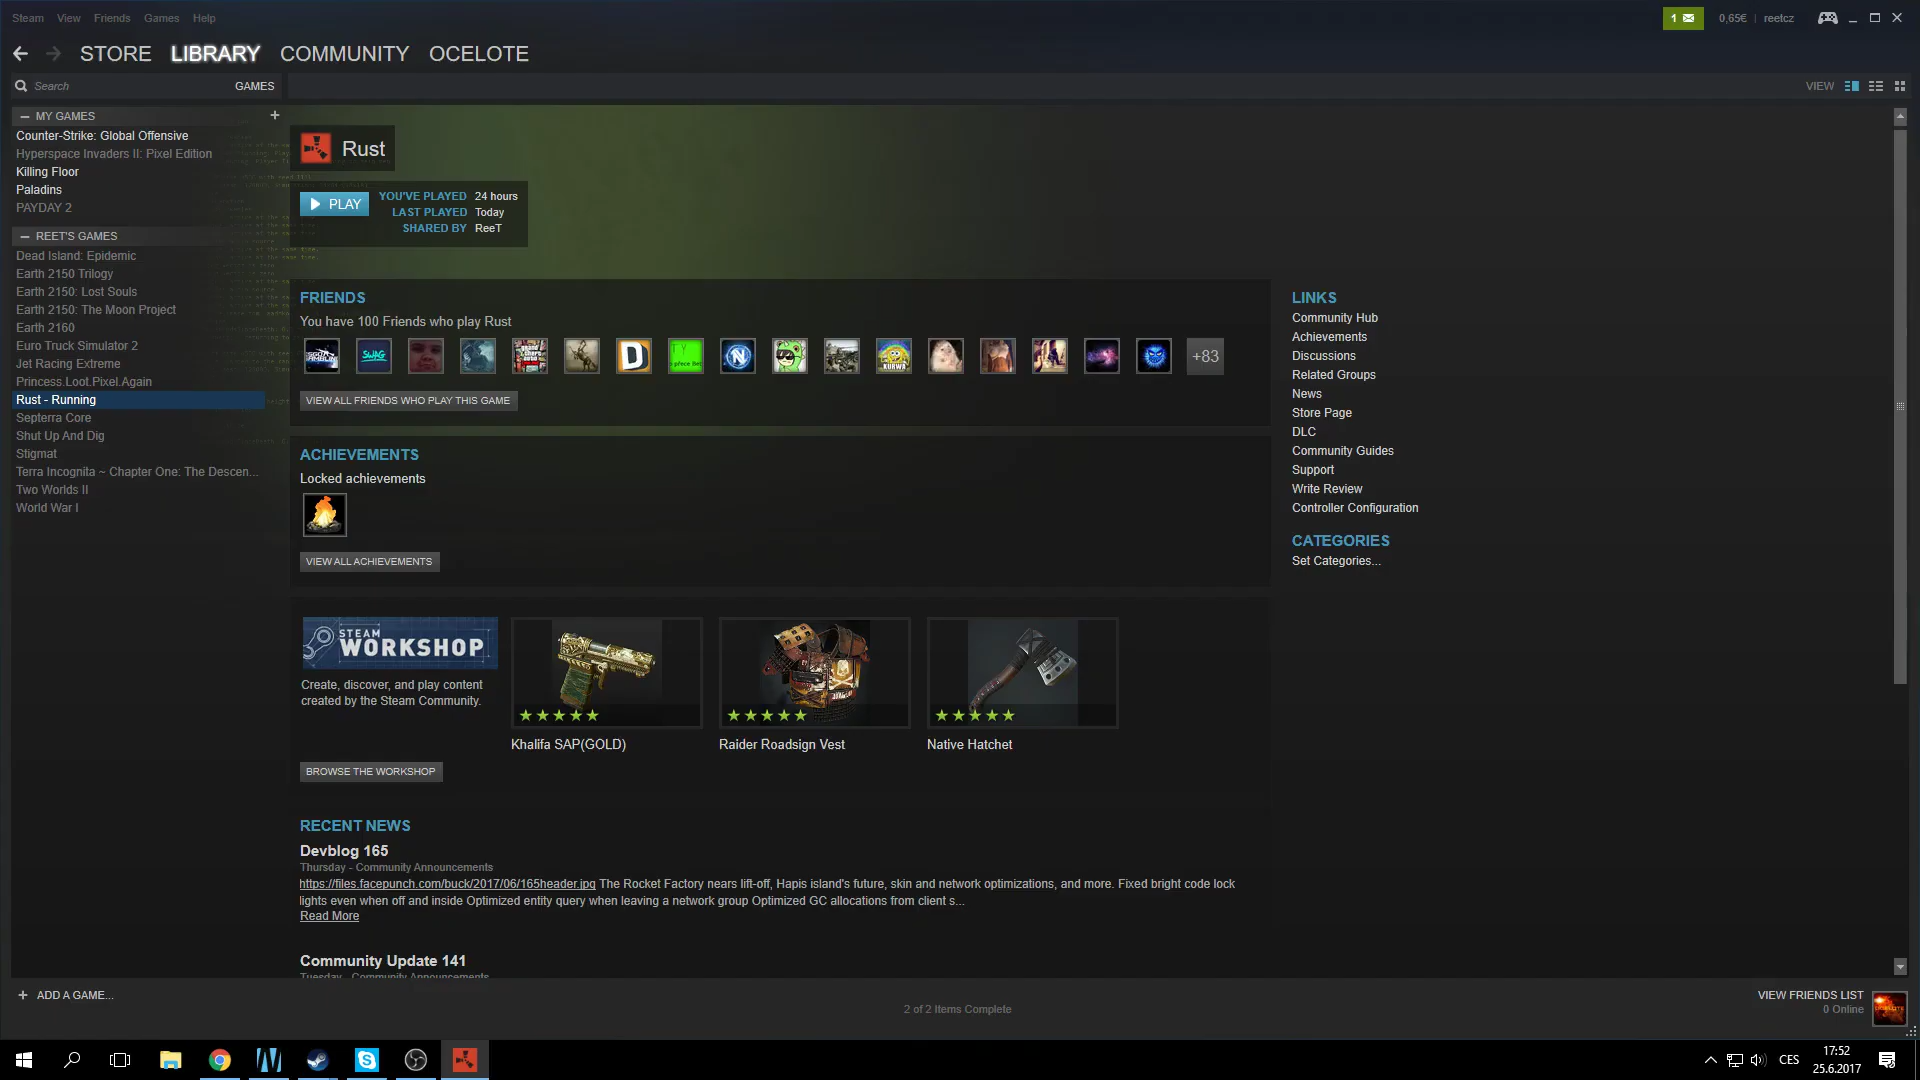 Steam View Friends Games Help
1 0,65€ | reetcz
STORE LIBRARY COMMUNITY OCELOTE
Search GAMES
VIEW
— MY GAMES +
Counter-Strike: Global Offensive
Hyperspace Invaders II: Pixel Edition
Killing Floor
Paladins
PAYDAY 2
— REET'S GAMES
Dead Island: Epidemic
Earth 2150 Trilogy
Earth 2150: Lost Souls
Earth 2150: The Moon Project
Earth 2160
Euro Truck Simulator 2
Jet Racing Extreme
Princess.Loot.Pixel.Again
Rust - Running
Septerra Core
Shut Up And Dig
Stigmat
Terra Incognita ~ Chapter One: The Descen...
Two Worlds II
World War I
Rust
PLAY
YOU'VE PLAYED 24 hours
LAST PLAYED Today
SHARED BY ReeT
FRIENDS
You have 100 Friends who play Rust
SWAG
D
N
KURWA
+83
VIEW ALL FRIENDS WHO PLAY THIS GAME
ACHIEVEMENTS
Locked achievements
VIEW ALL ACHIEVEMENTS
STEAM
WORKSHOP
Create, discover, and play content
created by the Steam Community.
BROWSE THE WORKSHOP
Khalifa SAP(GOLD)
Raider Roadsign Vest
Native Hatchet
RECENT NEWS
Devblog 165
Thursday - Community Announcements
https://files.facepunch.com/buck/2017/06/165header.jpg The Rocket Factory nears lift-off, Hapis island's future, skin and network optimizations, and more. Fixed bright code lock
lights even when off and inside Optimized entity query when leaving a network group Optimized GC allocations from client s...
Read More
Community Update 141
Tuesday - Community Announcements
LINKS
Community Hub
Achievements
Discussions
Related Groups
News
Store Page
DLC
Community Guides
Support
Write Review
Controller Configuration
CATEGORIES
Set Categories...
+ ADD A GAME...
2 of 2 Items Complete
VIEW FRIENDS LIST
0 Online
CES
17:52
25.6.2017